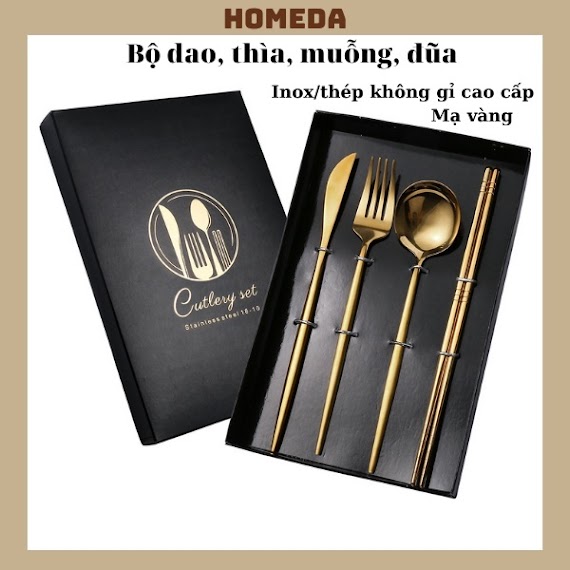 HOMEDA
Bộ dao, thìa, muỗng, đũa
Inox/thép không gỉ cao cấp
Mạ vàng
Cutlery set
Stainless steel 18-10